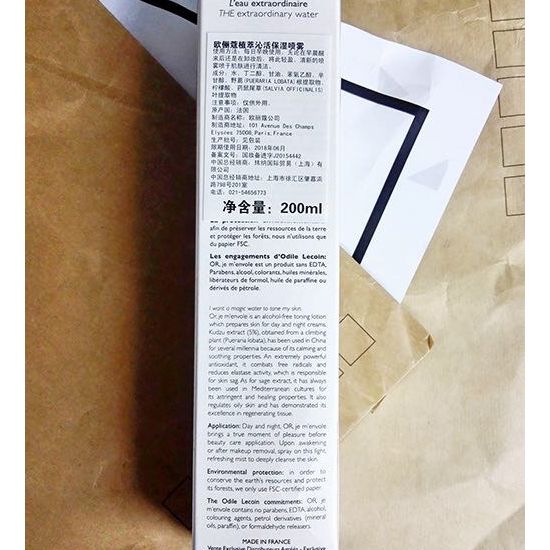 L'eau extraordinaire
THE extraordinary water
欧俪蔻植萃沁活保湿喷雾
使用方法：每日早晚使用，无论在早晨醒
来后还是在卸妆后，将此轻盈、清新的喷
雾喷于肌肤进行清洁。
成分：水、丁二醇、甘油、苯氧乙醇、辛
甘醇、野葛(PUERARIA LOBATA)根提取物、
柠檬酸、药鼠尾草(SALVIA OFFICINALIS)
叶提取物
注意事项：仅供外用。
原产国：法国
制造商名称：欧丽蔻公司
制造商地址：101 Avenue Des Champs
Elysees 75008,Paris,France
生产批号：见包装
限期使用日期：2018年06月
备案文号：国妆备进字J20154442
中国总经销商：炜纳国际贸易（上海）有
限公司
中国总经销商地址：上海市徐汇区肇嘉浜
路798号201室
电话：021-54656773
净含量：200ml
afin de préserver les ressources de la terre
et protéger les forêts, nous n'utilisons que
du papier FSC.
Les engagements d'Odile Lecoin:
OR, je m'envole est un produit sans EDTA,
Parabens, alcool, colorants, huiles minérales,
liberateurs de formol, huile de paraffine ou
dérivés de pétrole.
I want a magic water to tone my skin.
Or, je m'envole is an alcohol-free toning lotion
which prepares skin for day and night creams.
Kudzu extract (5%), obtained from a climbing
plant (Puerana lobata), has been used in China
for several millennia because of its calming and
soothing properties. An extremely powerful
antioxidant, it combats free radicals and
reduces elastase activity, which is responsible
for skin sag. As for sage extract, it has always
been used in Mediterranean cultures for
its astringent and healing properties. It also
regulates oily skin and has demonstrated its
excellence in regenerating tissue.
Application: Day and night, OR, je m'envole
brings a true moment of pleasure before
beauty care application. Upon awakening
or after makeup removal, spray on this light,
refreshing mist to deeply cleanse the skin.
Environmental protection: in order to
conserve the earth's resources and protect
its forests, we only use FSC-certified paper.
The Odile Lecoin commitments: OR, je
m'envole contains no parabens, EDTA, alcohol,
colouring agents, petrol derivatives (mineral
oils, paraffin), or formaldehyde releasers.
MADE IN FRANCE
Vente Exclusive Distributeurs Agréés - Exclusive